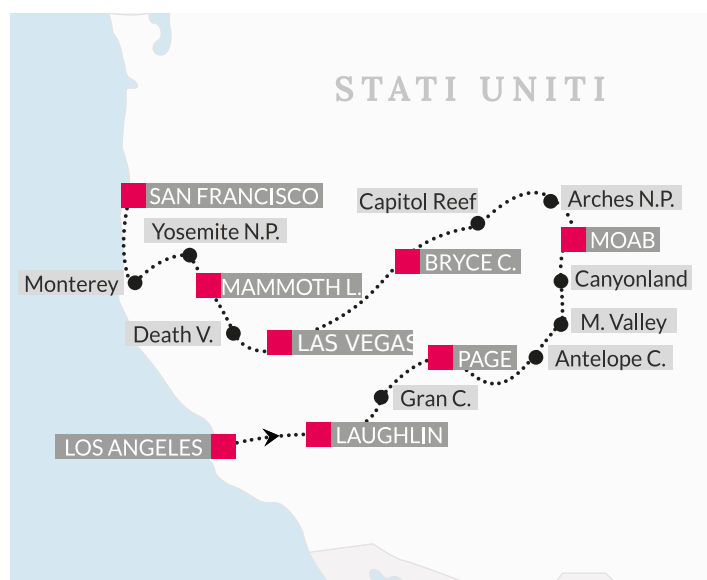 STATI UNITI
SAN FRANCISCO
Capitol Reef
Arches N.P.
Yosemite N.P.
MOAB
BRYCE C.
Monterey
MAMMOTH L.
Canyonland
Death V.
LAS VEGAS
M. Valley
PAGE
Antelope C.
Gran C.
LOS ANGELES
LAUGHLIN